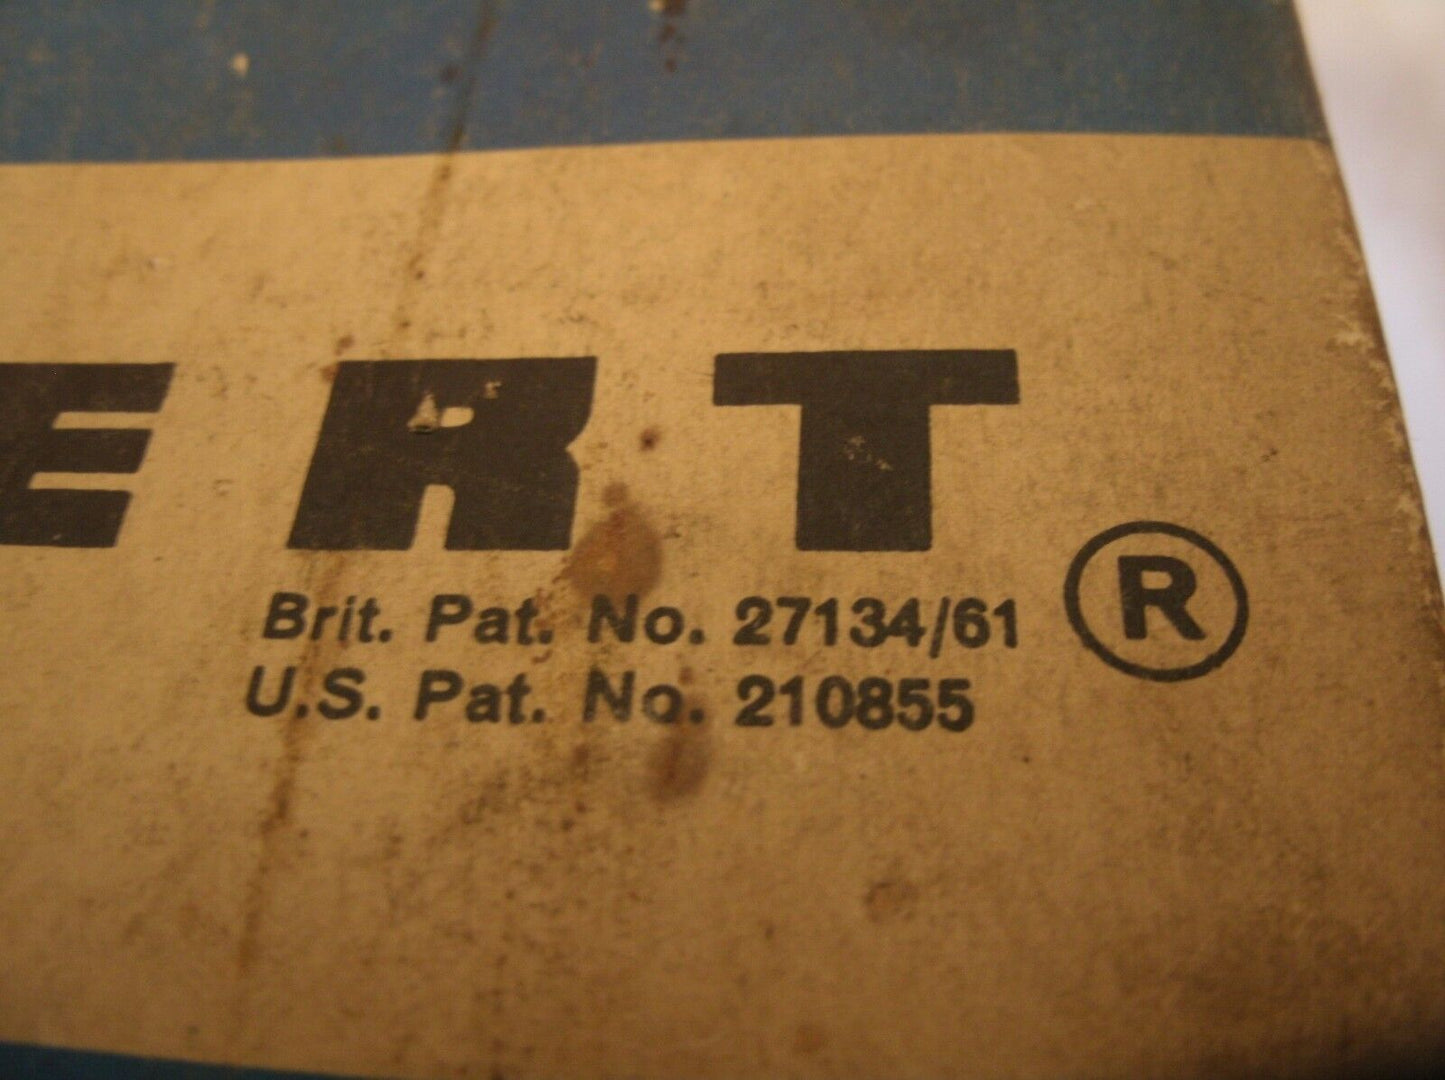 ERT ®
Brit. Pat. No. 27134/61
U.S. Pat. No. 210855